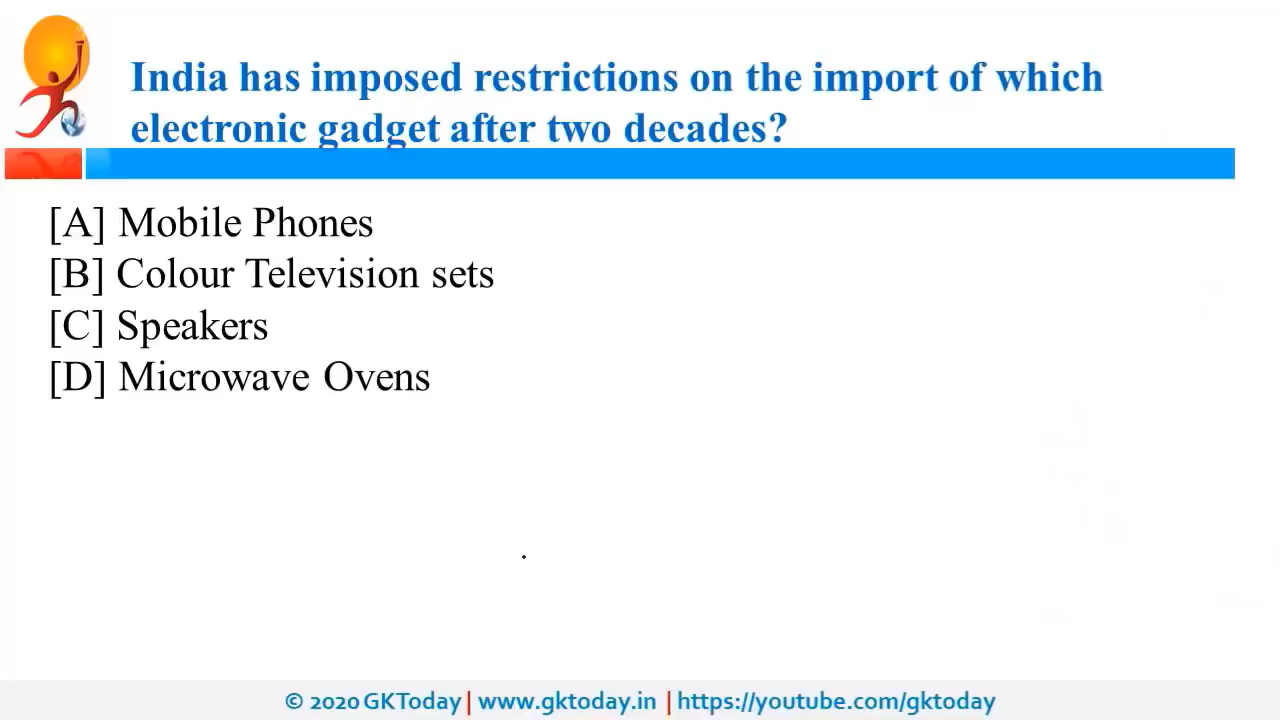 India has imposed restrictions on the import of which
electronic gadget after two decades?
[A] Mobile Phones
[B] Colour Television sets
[C] Speakers
[D] Microwave Ovens
© 2020 GKToday | www.gktoday.in | https://youtube.com/gktoday